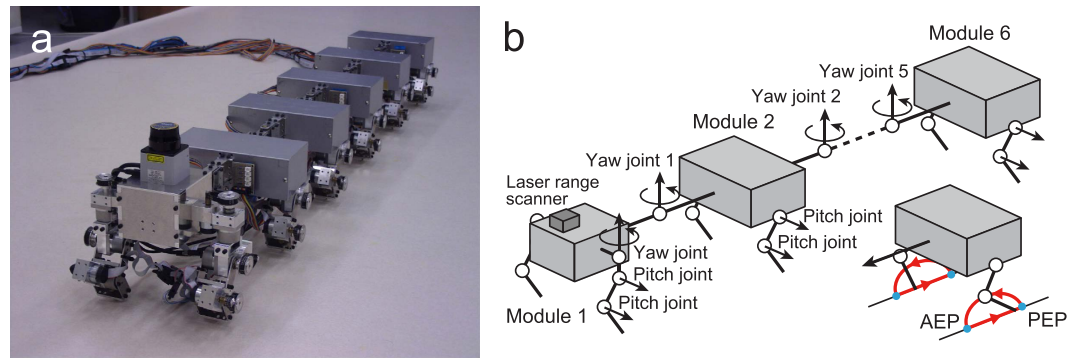 a
b
Module 6
Yaw joint 5
Yaw joint 2
Module 2
Yaw joint 1
Laser range
scanner
Pitch joint
Pitch joint
Yaw joint
Pitch joint
Pitch joint
Module 1
AEP
PEP